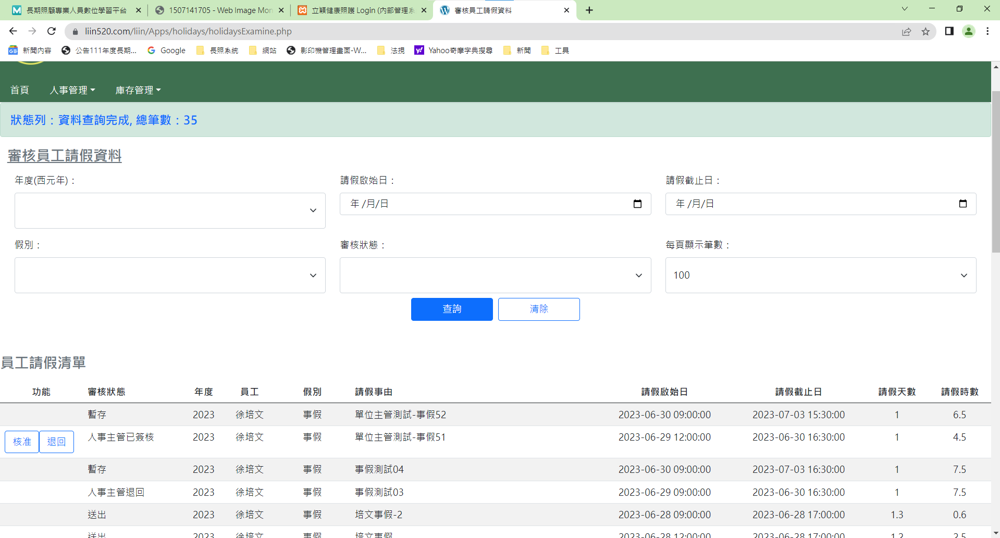 長期照顧專業人員數位學習平台
1507141705 - Web Image Mon
立穎健康照護 Login (內部管理系
審核員工請假資料
liin520.com/liin/Apps/holidays/holidaysExamine.php
新聞內容 公告111年度長期... Google 長照系統 網站 影印機管理畫面-W... 法規 Yahoo奇摩字典搜尋 新聞 工具
首頁 人事管理 庫存管理
狀態列：資料查詢完成, 總筆數：35
審核員工請假資料
年度(西元年)： 請假啟始日： 請假截止日：
年 /月/日 年 /月/日
假別： 審核狀態： 每頁顯示筆數：
100
查詢 清除
員工請假清單
功能 審核狀態 年度 員工 假別 請假事由 請假啟始日 請假截止日 請假天數 請假時數
暫存 2023 徐培文 事假 單位主管測試-事假52 2023-06-30 09:00:00 2023-07-03 15:30:00 1 6.5
核准 退回 人事主管已簽核 2023 徐培文 事假 單位主管測試-事假51 2023-06-29 12:00:00 2023-06-30 16:30:00 1 4.5
暫存 2023 徐培文 事假 事假測試04 2023-06-30 09:00:00 2023-07-03 16:30:00 1 7.5
人事主管退回 2023 徐培文 事假 事假測試03 2023-06-29 09:00:00 2023-06-30 16:30:00 1 7.5
送出 2023 徐培文 事假 培文事假-2 2023-06-28 09:00:00 2023-06-28 17:00:00 1.3 0.6
送出 2023 徐培文 事假 培文事假 2023-06-28 12:00:00 2023-06-28 17:00:00 1.2 2.5